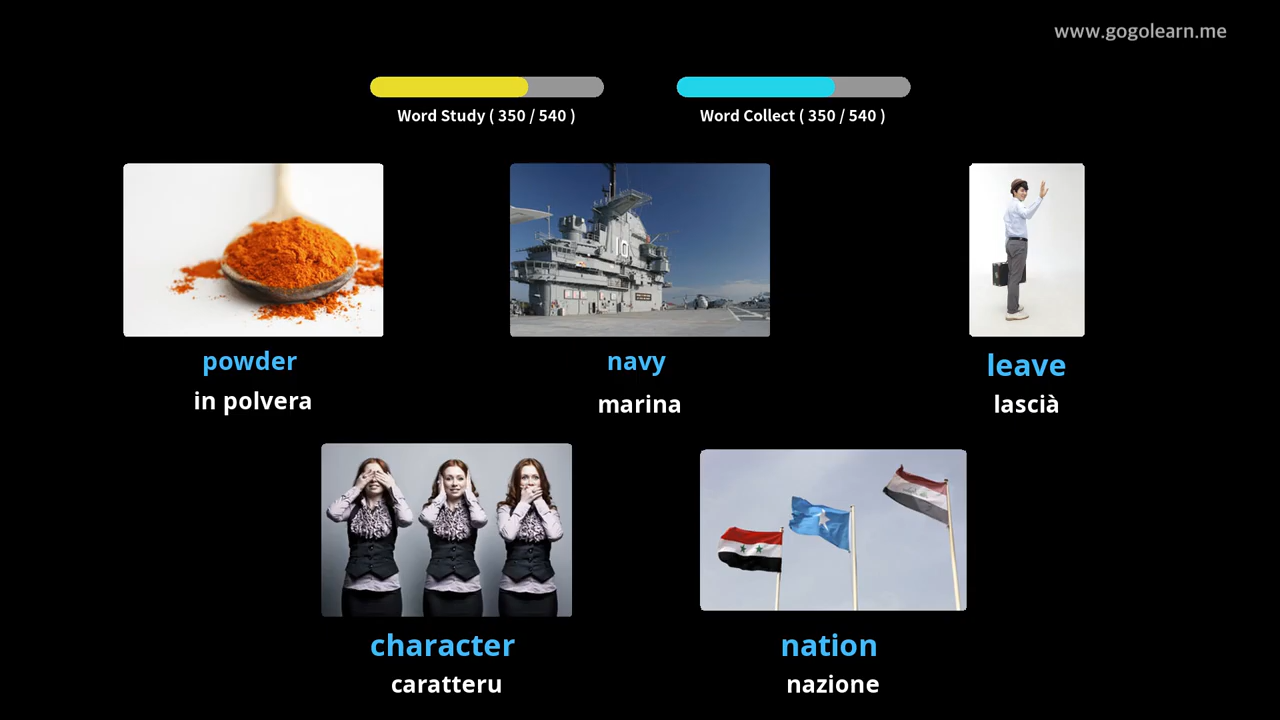 www.gogolearn.me
Word Study ( 350 / 540 )
Word Collect ( 350 / 540 )
10
powder
navy
leave
in polvera
marina
lascià
character
nation
caratteru
nazione